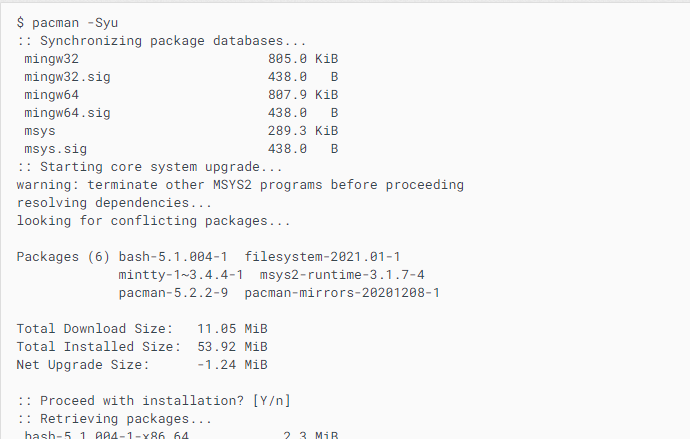 $ pacman -Syu
:: Synchronizing package databases...
 mingw32                        805.0 KiB
 mingw32.sig                    438.0   B
 mingw64                        807.9 KiB
 mingw64.sig                    438.0   B
 msys                           289.3 KiB
 msys.sig                       438.0   B
:: Starting core system upgrade...
warning: terminate other MSYS2 programs before proceeding
resolving dependencies...
looking for conflicting packages...

Packages (6) bash-5.1.004-1  filesystem-2021.01-1
             mintty-1~3.4.4-1  msys2-runtime-3.1.7-4
             pacman-5.2.2-9  pacman-mirrors-20201208-1

Total Download Size:   11.05 MiB
Total Installed Size:  53.92 MiB
Net Upgrade Size:      -1.24 MiB

:: Proceed with installation? [Y/n]
:: Retrieving packages...
 bash-5.1.004-1-x86_64            2.3 MiB